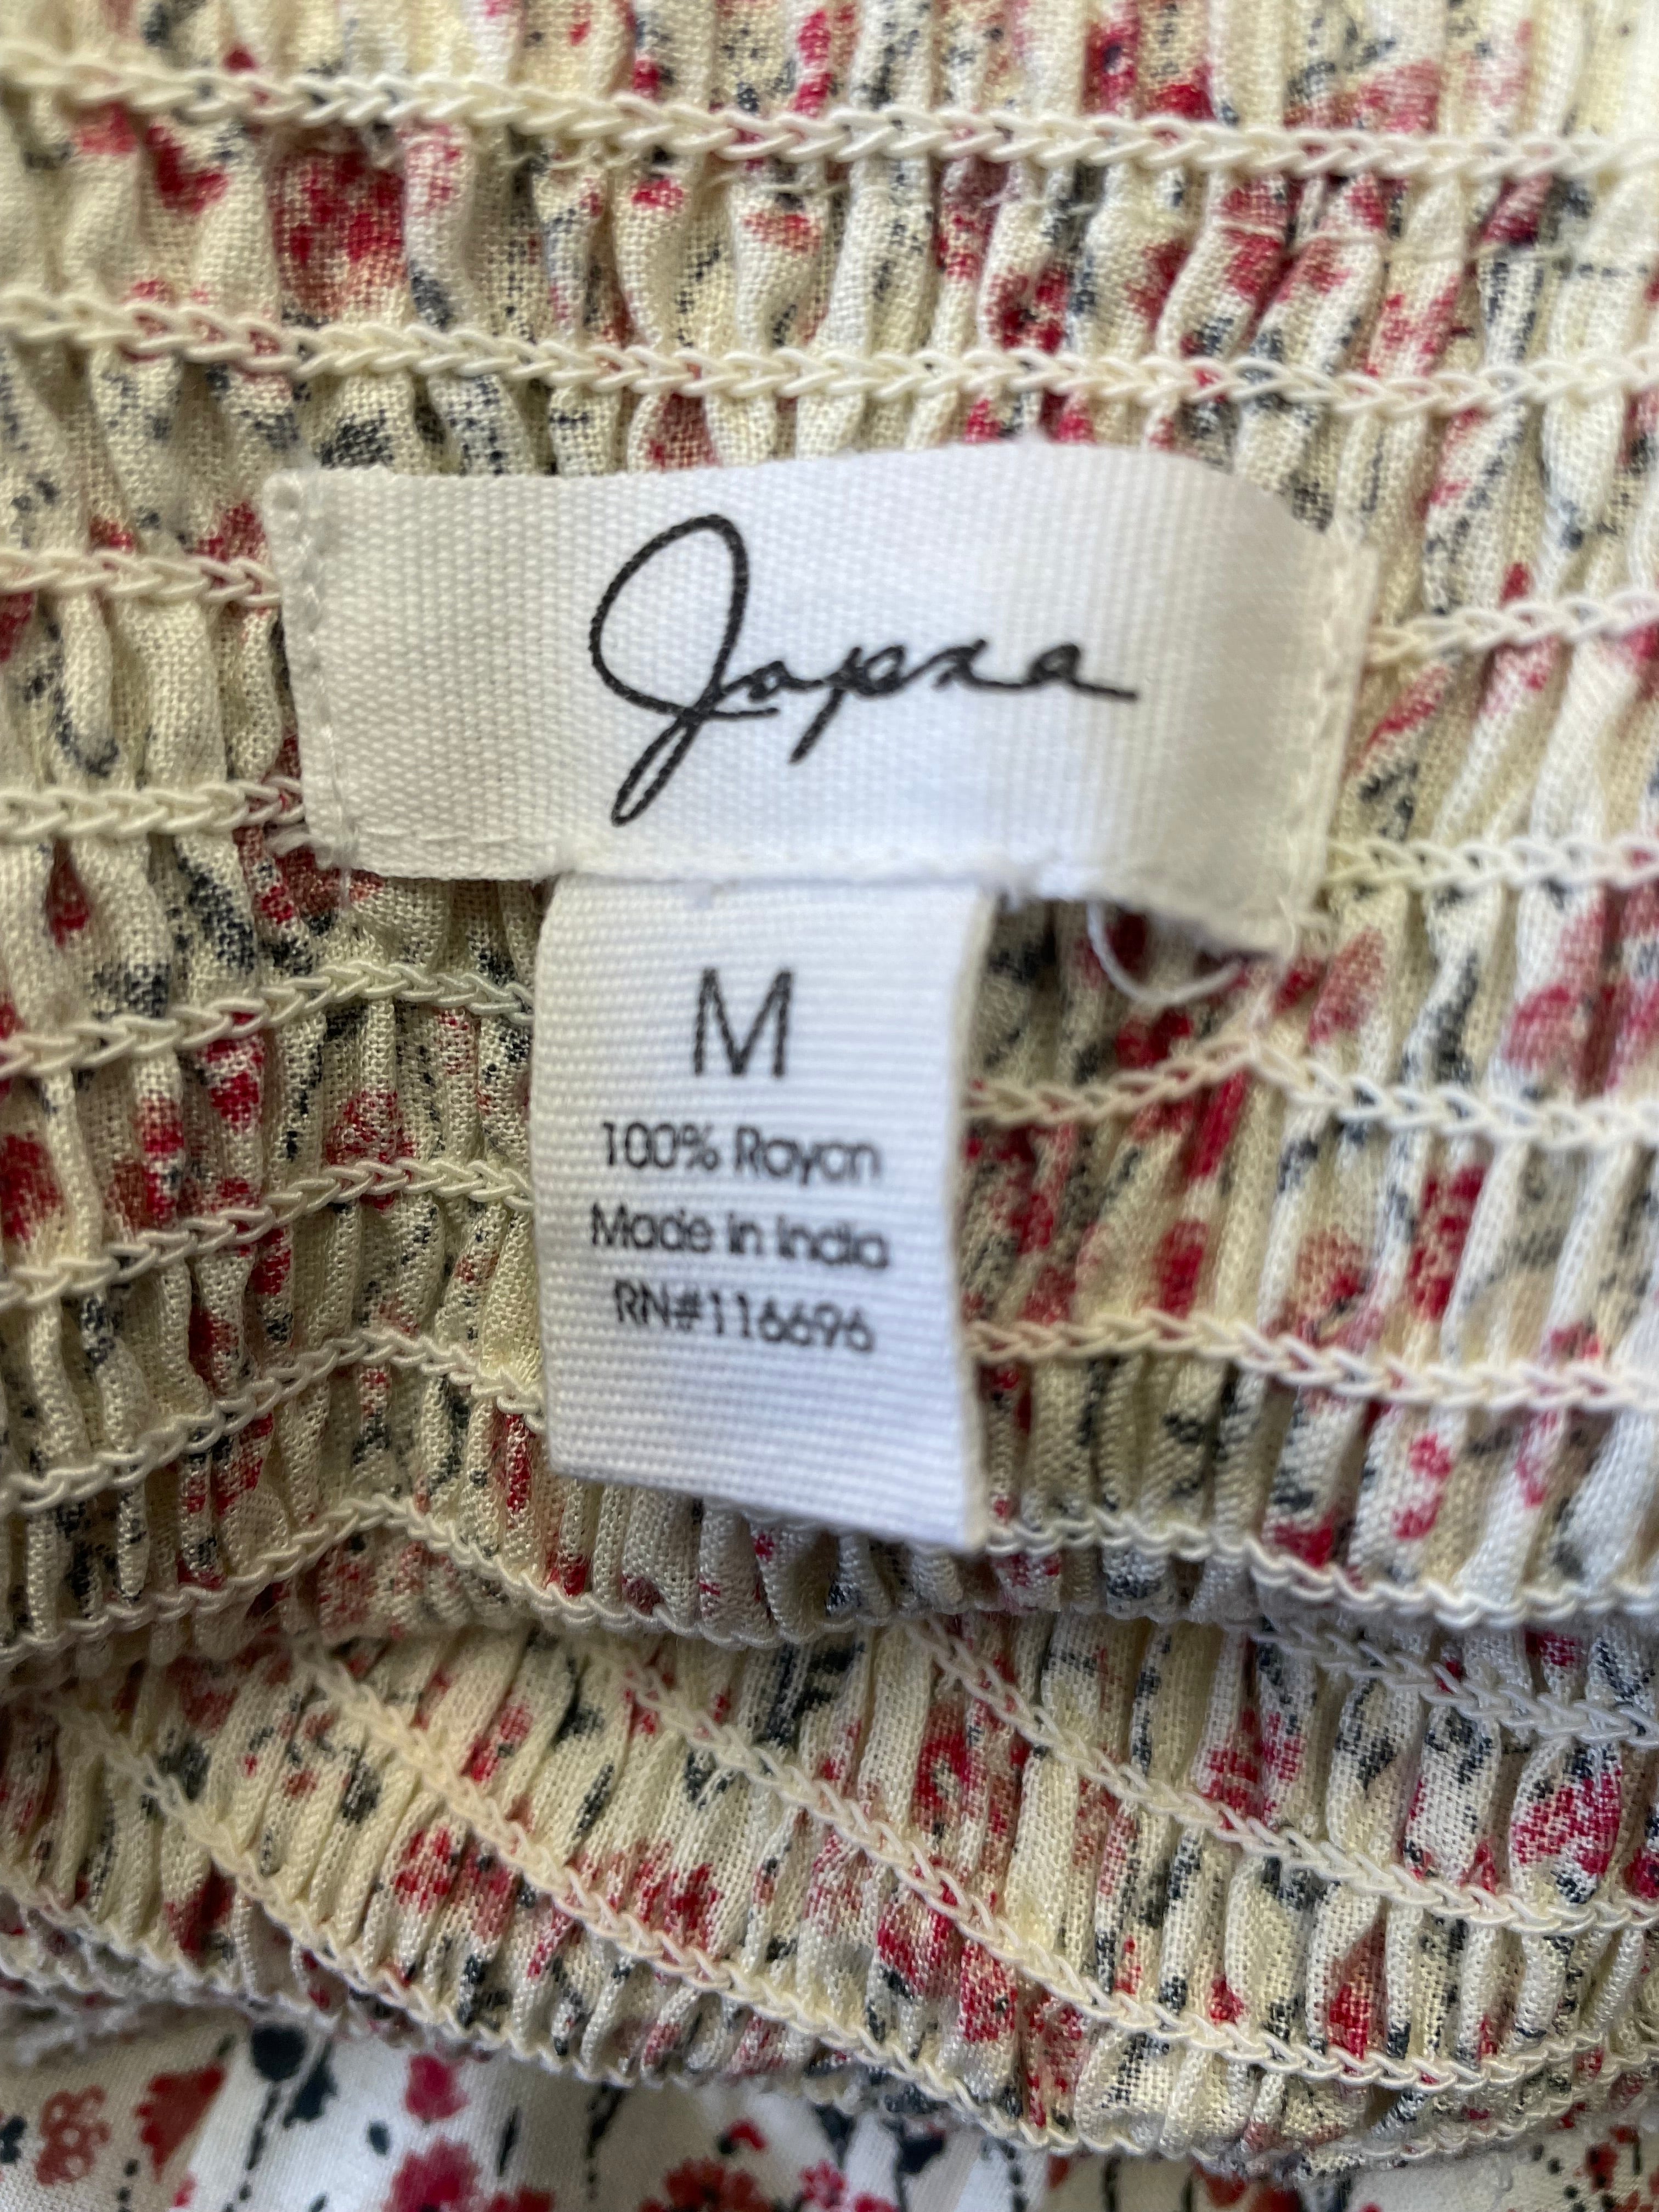 Japna
M
100% Rayon
Made in India
RN#116696